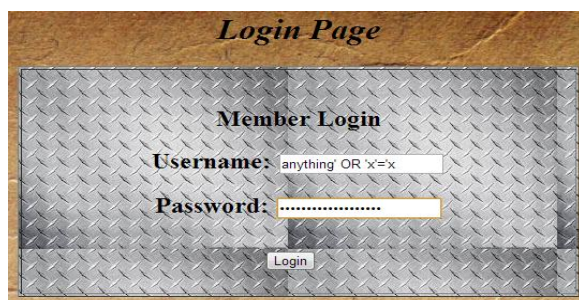 Login Page
Member Login
Username: anything' OR 'x'='x
Password: ••••••••••••••••••
Login